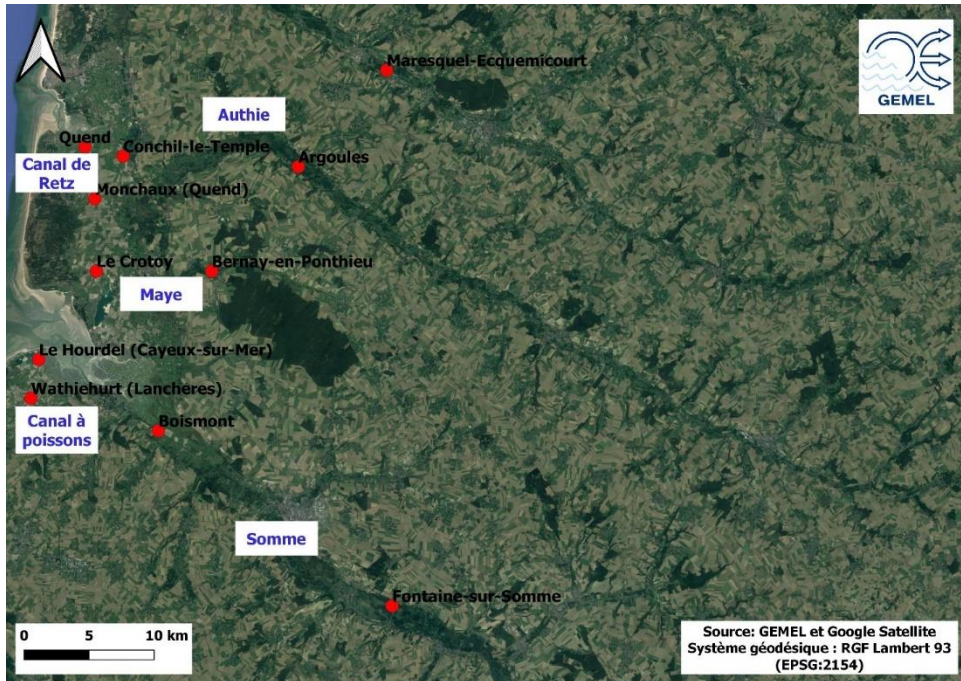 Maresquel-Ecquemicourt
GEMEL
Authie
Quend
Conchil-le-Temple
Argoules
Canal de
Retz
Monchaux (Quend)
Le Crotoy
Bernay-en-Ponthieu
Maye
Le Hourdel (Cayeux-sur-Mer)
Wathiehurt (Lanchères)
Canal à
poissons
Boismont
Somme
Fontaine-sur-Somme
0 5 10 km
Source: GEMEL et Google Satellite
Système géodésique : RGF Lambert 93
(EPSG:2154)